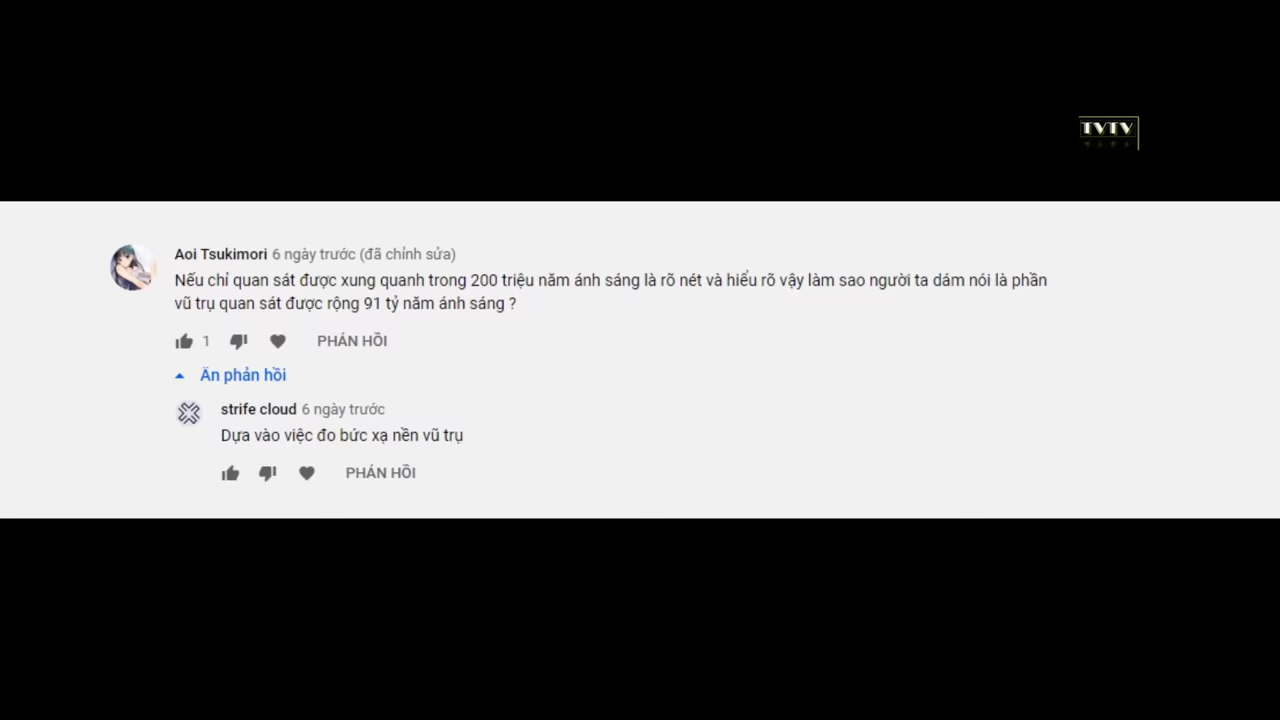 TVTV
Aoi Tsukimori 6 ngày trước (đã chỉnh sửa)
Nếu chỉ quan sát được xung quanh trong 200 triệu năm ánh sáng là rõ nét và hiểu rõ vậy làm sao người ta dám nói là phần
vũ trụ quan sát được rộng 91 tỷ năm ánh sáng ?
1 PHẢN HỒI
Ẩn phản hồi
strife cloud 6 ngày trước
Dựa vào việc đo bức xạ nền vũ trụ
PHẢN HỒI